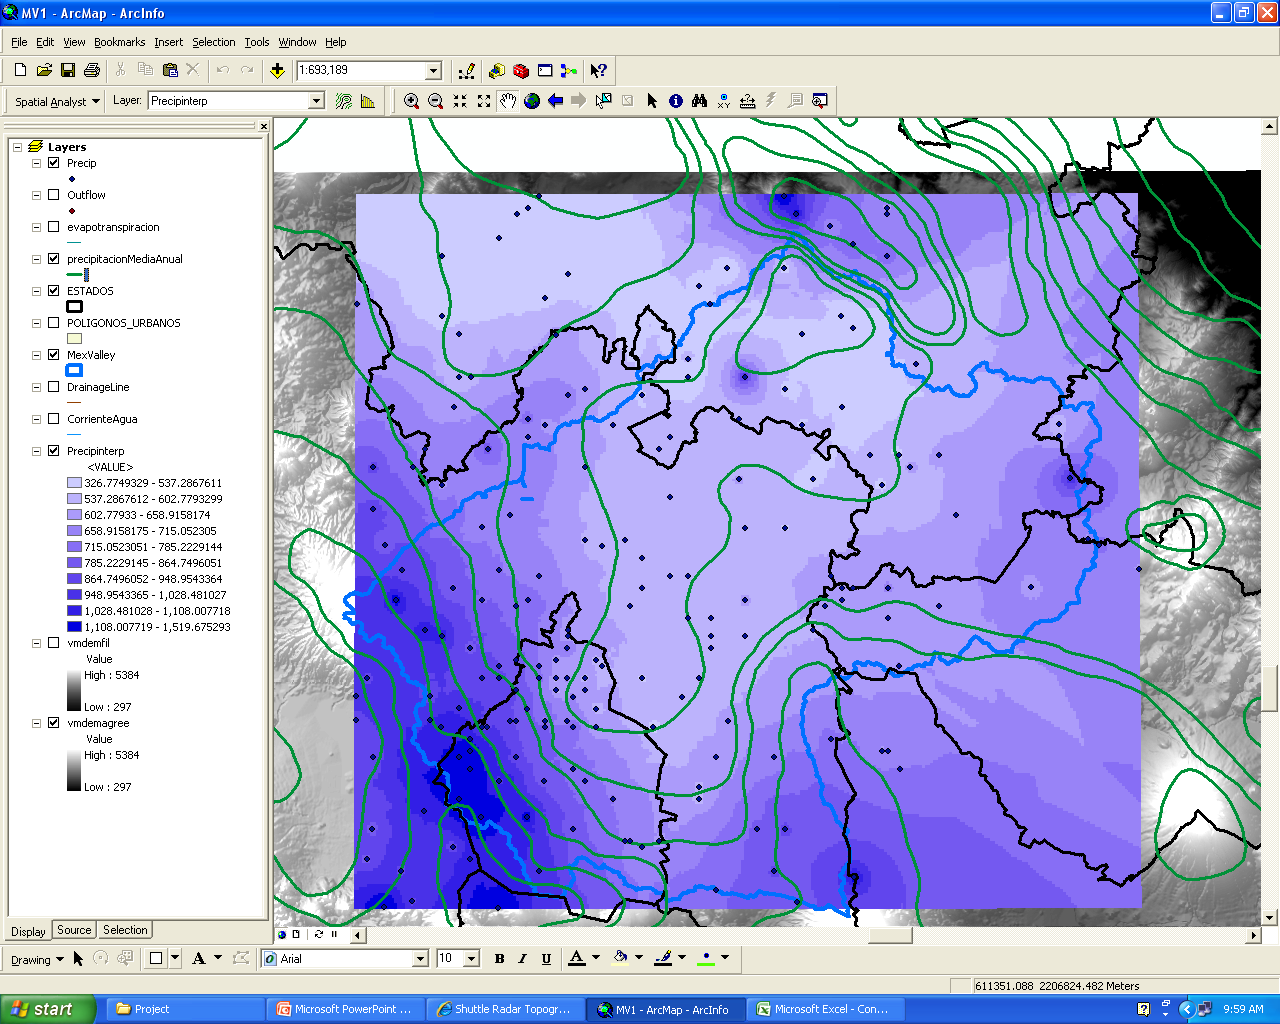 MV1 - ArcMap - ArcInfo
File Edit View Bookmarks Insert Selection Tools Window Help
1:693,189
Spatial Analyst Layer: Precipinterp
Layers
Precip
Outflow
evapotranspiracion
precipitacionMediaAnual
ESTADOS
POLIGONOS_URBANOS
MexValley
DrainageLine
CorrienteAgua
Precipinterp
<VALUE>
326.7749329 - 537.2867611
537.2867612 - 602.7793299
602.77933 - 658.9158174
658.9158175 - 715.052305
715.0523051 - 785.2229144
785.2229145 - 864.7496051
864.7496052 - 948.9543364
948.9543365 - 1,028.481027
1,028.481028 - 1,108.007718
1,108.007719 - 1,519.675293
vmdemfil
Value
High : 5384
Low : 297
vmdemagree
Value
High : 5384
Low : 297
Display Source Selection
Drawing A Arial 10 B I U A
611351.088 2206824.482 Meters
start Project Microsoft PowerPoint ... Shuttle Radar Topogr... MV1 - ArcMap - ArcInfo Microsoft Excel - Con... 9:59 AM